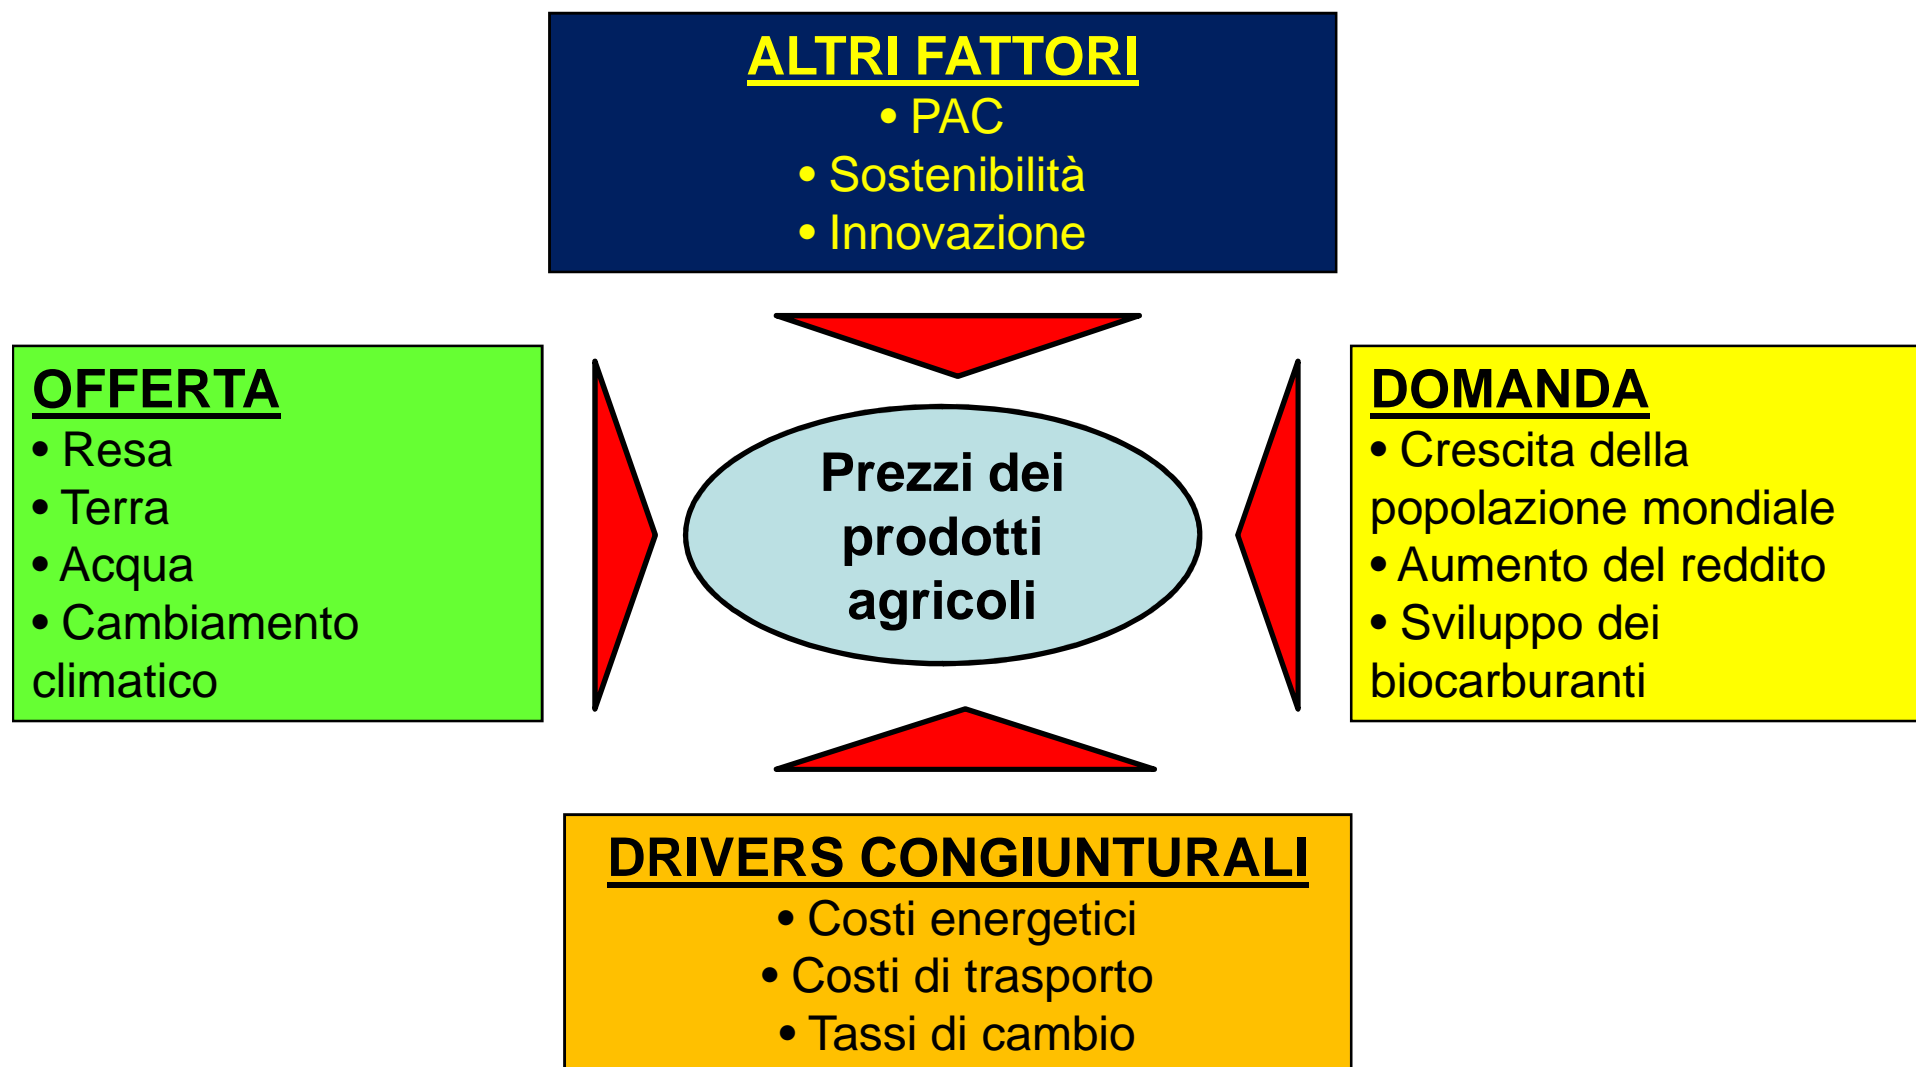 ALTRI FATTORI
• PAC
• Sostenibilità
• Innovazione
OFFERTA
• Resa
• Terra
• Acqua
• Cambiamento
climatico
Prezzi dei
prodotti
agricoli
DOMANDA
• Crescita della
popolazione mondiale
• Aumento del reddito
• Sviluppo dei
biocarburanti
DRIVERS CONGIUNTURALI
• Costi energetici
• Costi di trasporto
• Tassi di cambio